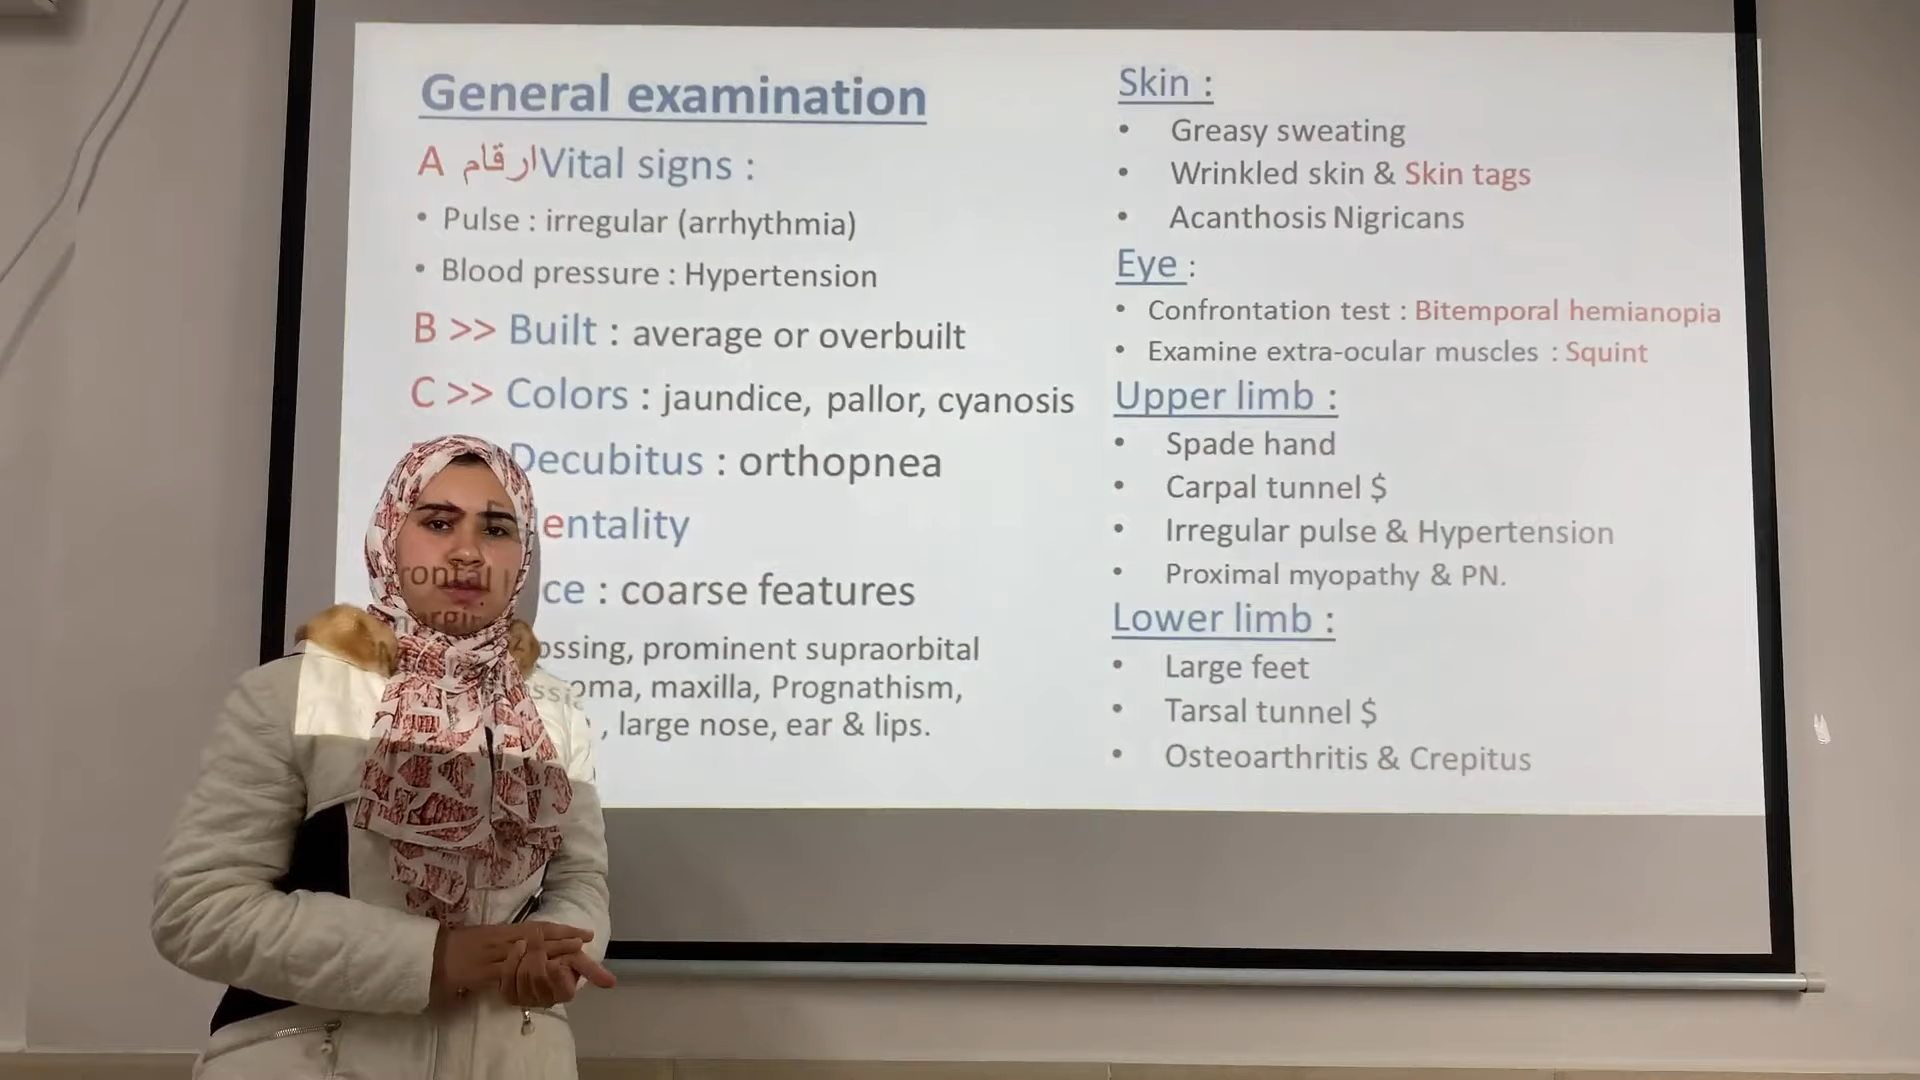 General examination
A ارقام Vital signs :
• Pulse : irregular (arrhythmia)
• Blood pressure : Hypertension
B >> Built : average or overbuilt
C >> Colors : jaundice, pallor, cyanosis
Decubitus : orthopnea
entality
ce : coarse features
rontal ossing, prominent supraorbital
oma, maxilla, Prognathism,
, large nose, ear & lips.
Skin :
• Greasy sweating
• Wrinkled skin & Skin tags
• Acanthosis Nigricans
Eye :
• Confrontation test : Bitemporal hemianopia
• Examine extra-ocular muscles : Squint
Upper limb :
• Spade hand
• Carpal tunnel $
• Irregular pulse & Hypertension
• Proximal myopathy & PN.
Lower limb :
• Large feet
• Tarsal tunnel $
• Osteoarthritis & Crepitus